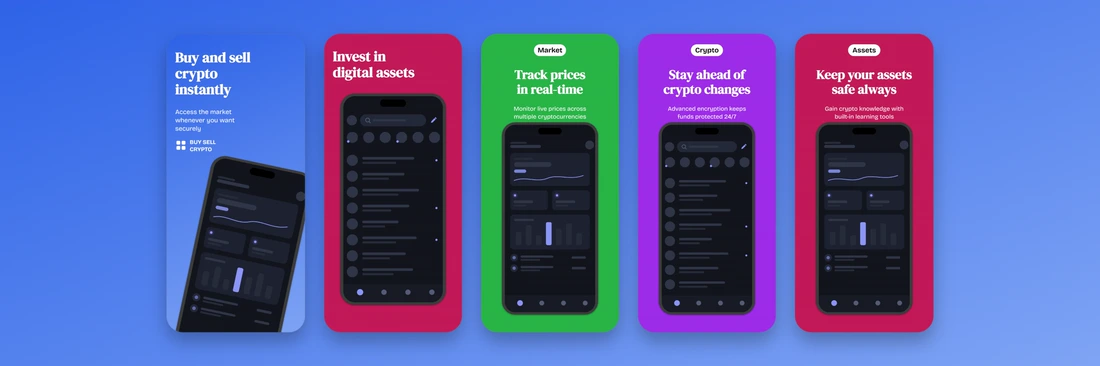 Buy and sell
crypto
instantly
Access the market
whenever you want
securely
BUY SELL
CRYPTO
Invest in
digital assets
Market
Track prices
in real-time
Monitor live prices across
multiple cryptocurrencies
Crypto
Stay ahead of
crypto changes
Advanced encryption keeps
funds protected 24/7
Assets
Keep your assets
safe always
Gain crypto knowledge with
built-in learning tools